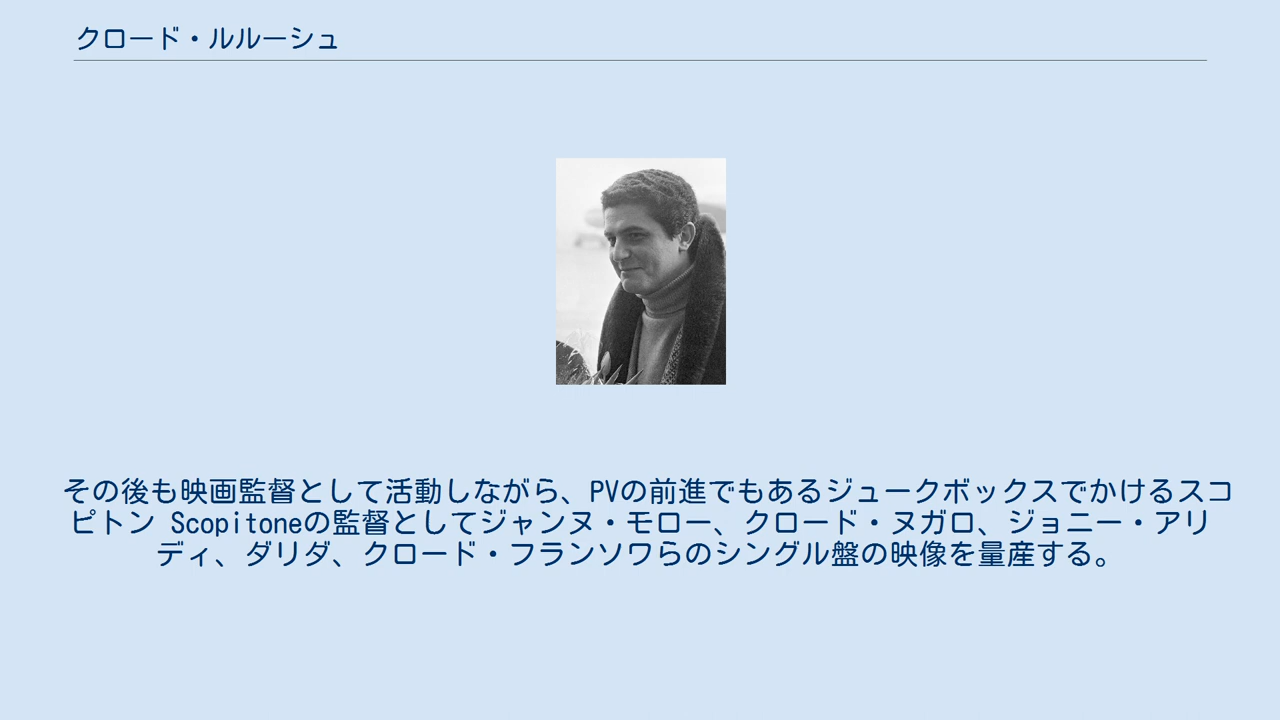 クロード・ルルーシュ
その後も映画監督として活動しながら、PVの前進でもあるジュークボックスでかけるスコ
ピトン Scopitoneの監督としてジャンヌ・モロー、クロード・ヌガロ、ジョニー・アリ
ディ、ダリダ、クロード・フランソワらのシングル盤の映像を量産する。